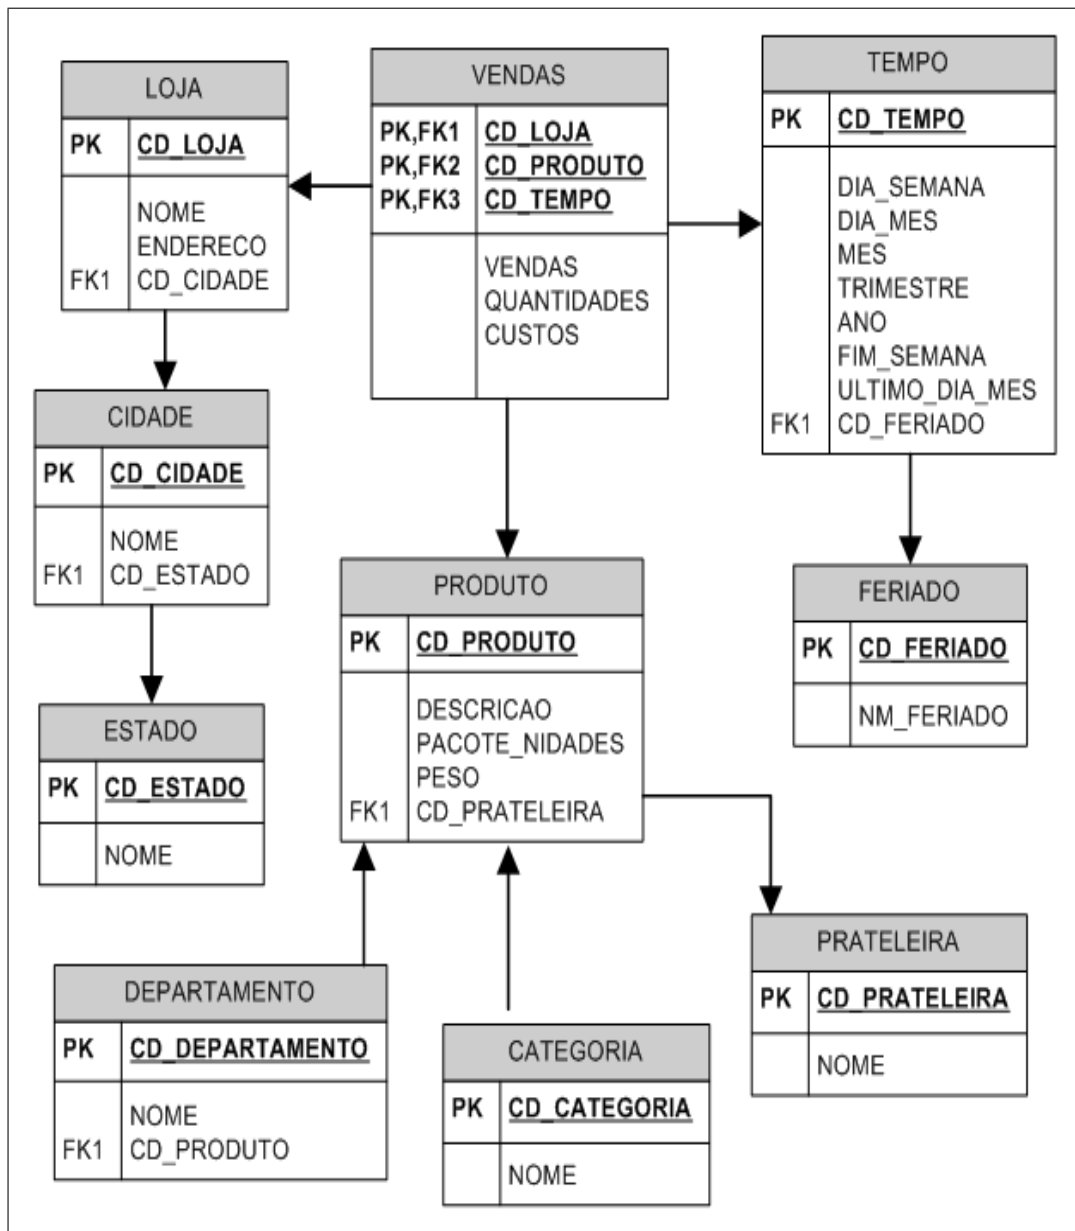 LOJA
PK CD_LOJA
NOME
ENDERECO
FK1 CD_CIDADE
VENDAS
PK,FK1 CD_LOJA
PK,FK2 CD_PRODUTO
PK,FK3 CD_TEMPO
VENDAS
QUANTIDADES
CUSTOS
TEMPO
PK CD_TEMPO
DIA_SEMANA
DIA_MES
MES
TRIMESTRE
ANO
FIM_SEMANA
ULTIMO_DIA_MES
FK1 CD_FERIADO
CIDADE
PK CD_CIDADE
NOME
FK1 CD_ESTADO
PRODUTO
PK CD_PRODUTO
DESCRICAO
PACOTE_NIDADES
PESO
FK1 CD_PRATELEIRA
FERIADO
PK CD_FERIADO
NM_FERIADO
ESTADO
PK CD_ESTADO
NOME
DEPARTAMENTO
PK CD_DEPARTAMENTO
NOME
FK1 CD_PRODUTO
CATEGORIA
PK CD_CATEGORIA
NOME
PRATELEIRA
PK CD_PRATELEIRA
NOME